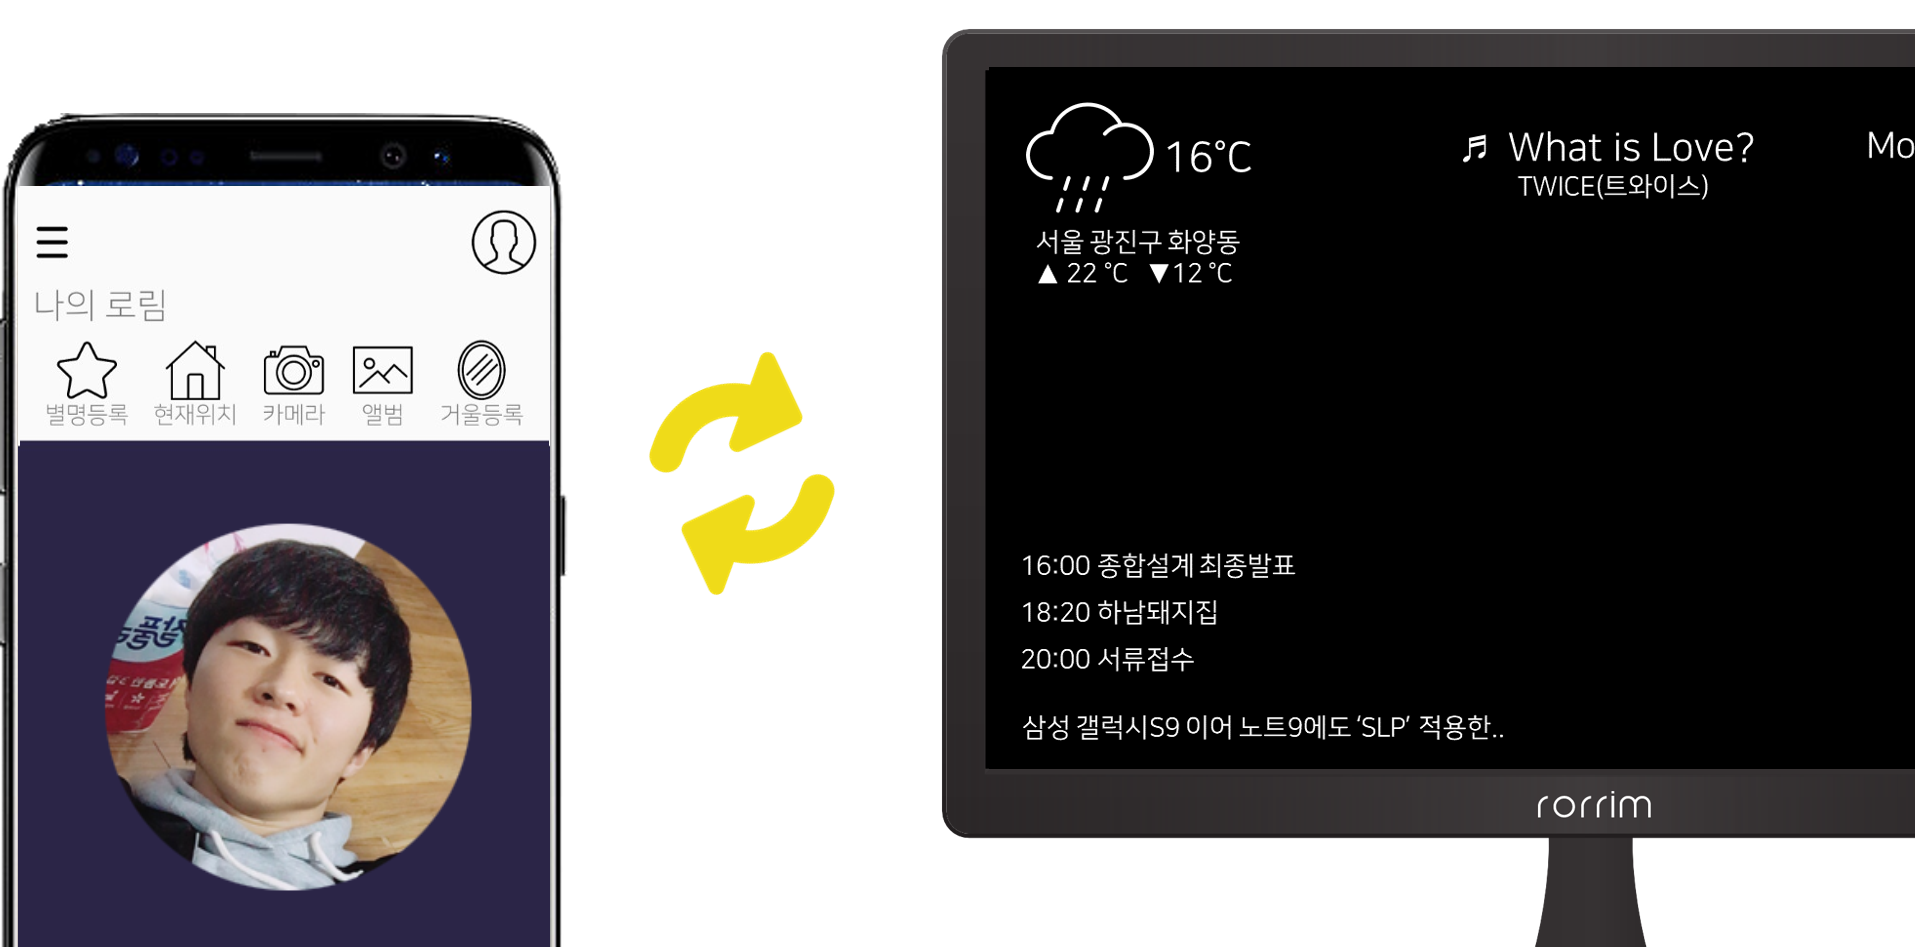 나의 로림
별명등록 현재위치 카메라 앨범 거울등록
16°C
서울 광진구 화양동
▲ 22 °C ▼12 °C
What is Love?
TWICE(트와이스)
Mo
16:00 종합설계 최종발표
18:20 하남돼지집
20:00 서류접수
삼성 갤럭시S9 이어 노트9에도 ‘SLP’ 적용한..
rorrim